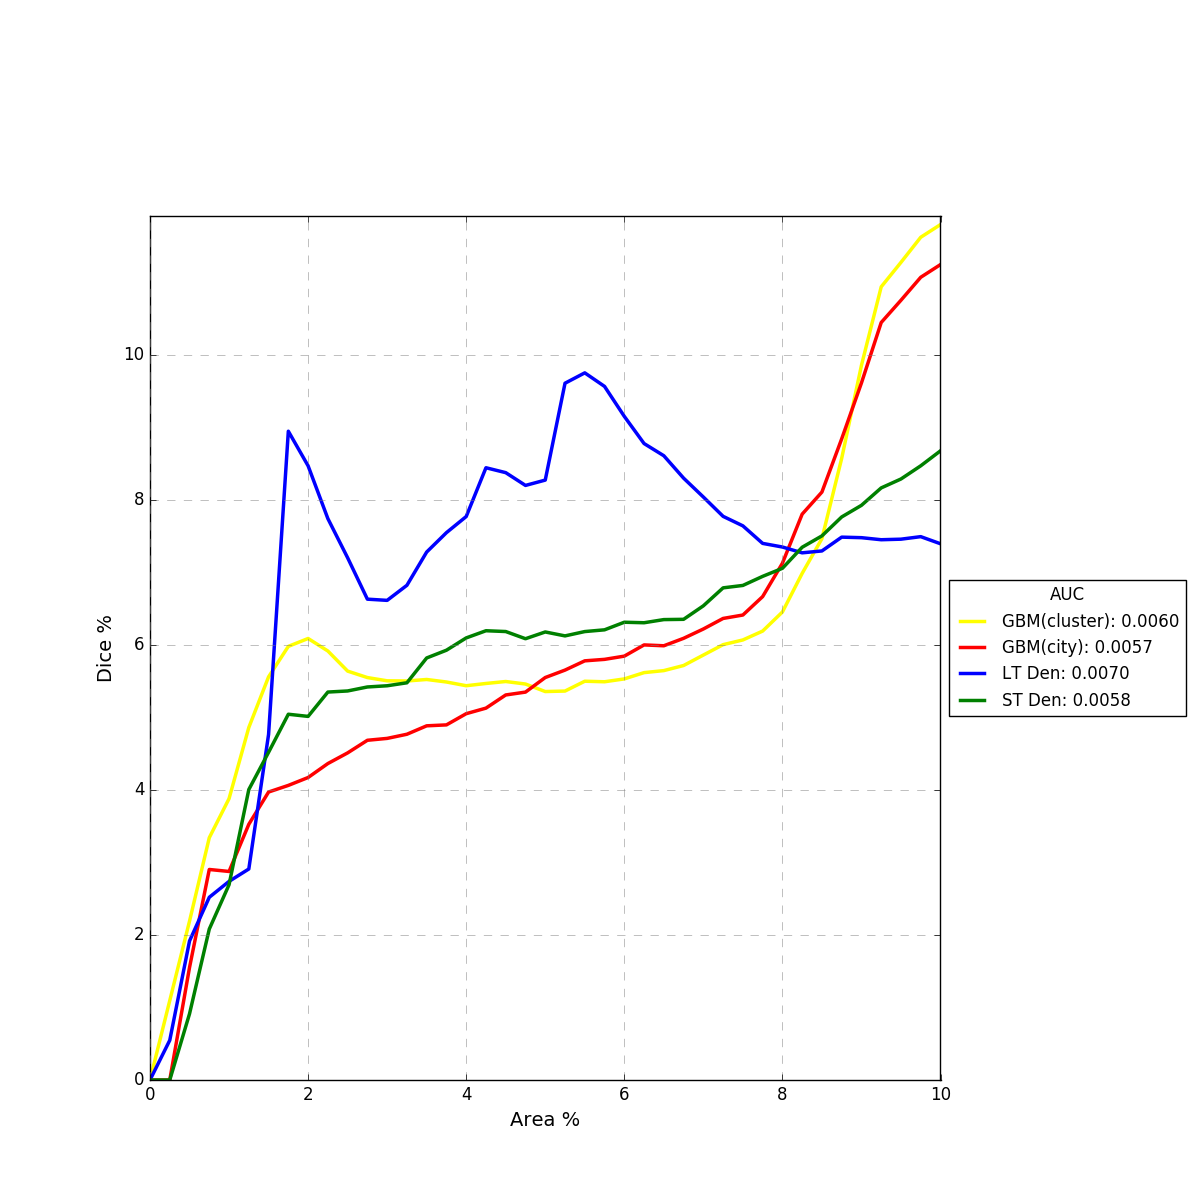 10
8
6
4
2
0
Dice %
0 2 4 6 8 10
Area %
AUC
GBM(cluster): 0.0060
GBM(city): 0.0057
LT Den: 0.0070
ST Den: 0.0058